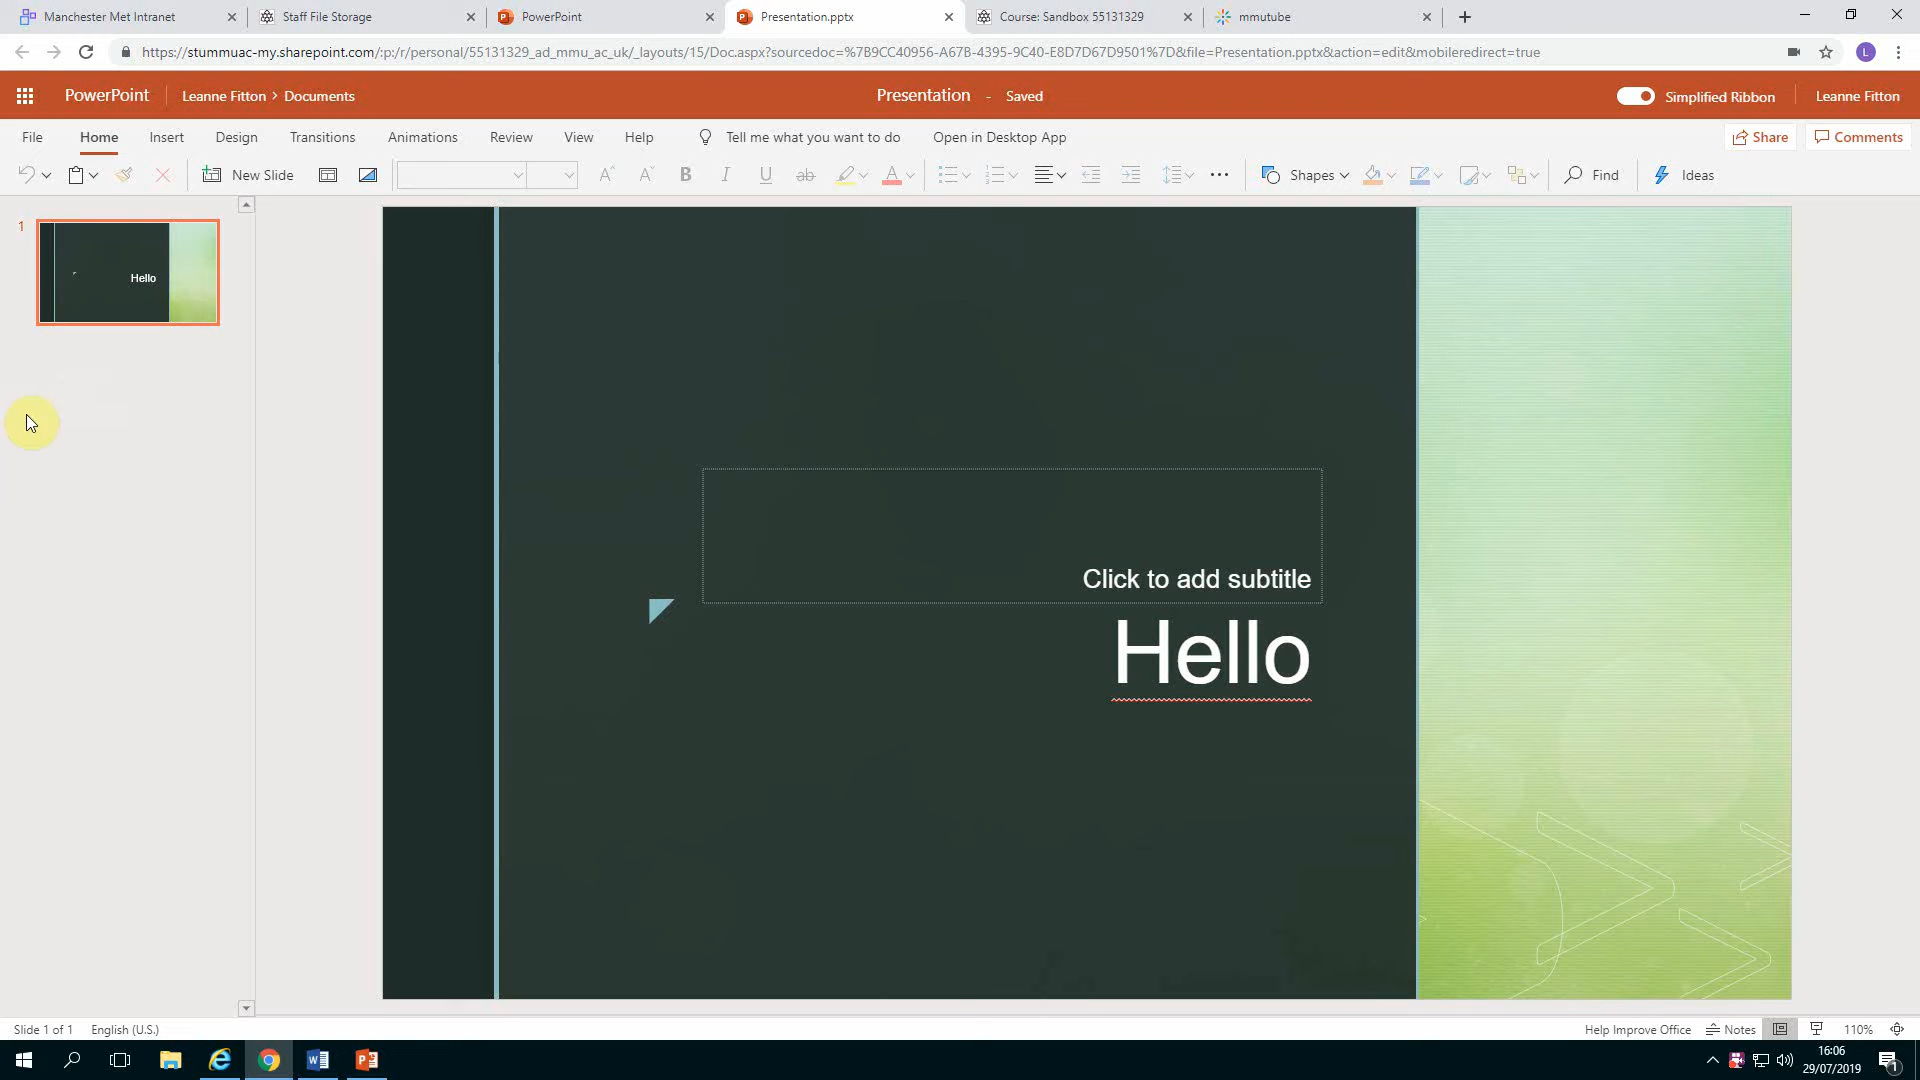 Manchester Met Intranet
Staff File Storage
PowerPoint
Presentation.pptx
Course: Sandbox 55131329
mmutube
https://stummuac-my.sharepoint.com/:p:/r/personal/55131329_ad_mmu_ac_uk/_layouts/15/Doc.aspx?sourcedoc=%7B9CC40956-A67B-4395-9C40-E8D7D67D9501%7D&file=Presentation.pptx&action=edit&mobileredirect=true
L
PowerPoint
Leanne Fitton > Documents
Presentation - Saved
Simplified Ribbon
Leanne Fitton
File Home Insert Design Transitions Animations Review View Help Tell me what you want to do Open in Desktop App
Share
Comments
New Slide
Shapes
Find
Ideas
1
Hello
Click to add subtitle
Hello
Slide 1 of 1 English (U.S.)
Help Improve Office Notes 110%
16:06
29/07/2019
1